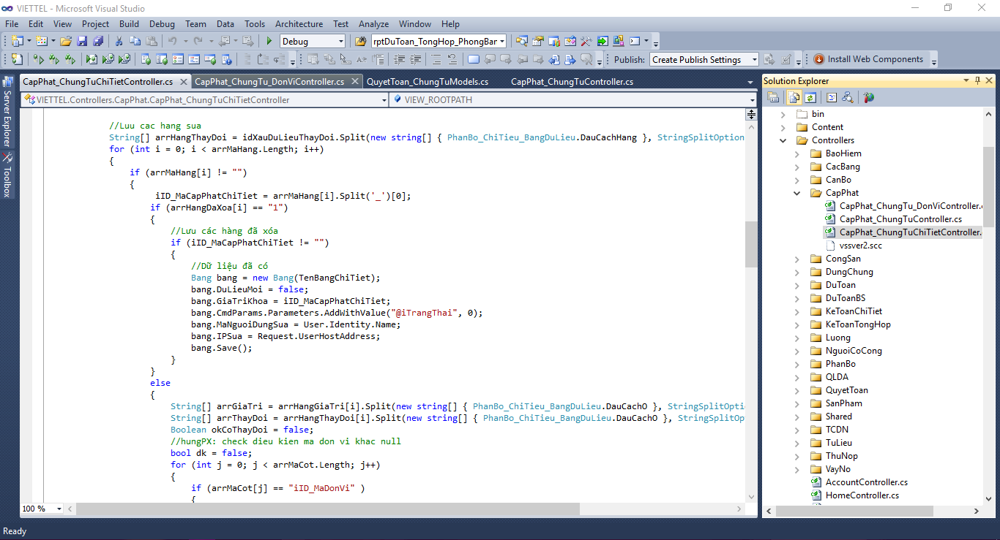 VIETTEL - Microsoft Visual Studio
File Edit View Project Build Debug Team Data Tools Architecture Test Analyze Window Help
Debug rptDuToan_TongHop_PhongBar
Publish: Create Publish Settings Install Web Components
Server Explorer
Toolbox
CapPhat_ChungTuChiTietController.cs CapPhat_ChungTu_DonViController.cs QuyetToan_ChungTuModels.cs CapPhat_ChungTuController.cs
VIETTEL.Controllers.CapPhat.CapPhat_ChungTuChiTietController VIEW_ROOTPATH
//Luu cac hang sua
String[] arrHangThayDoi = idXauDuLieuThayDoi.Split(new string[] { PhanBo_ChiTieu_BangDuLieu.DauCachHang }, StringSplitOption
for (int i = 0; i < arrMaHang.Length; i++)
{
if (arrMaHang[i] != "")
{
iID_MaCapPhatChiTiet = arrMaHang[i].Split('_')[0];
if (arrHangDaXoa[i] == "1")
{
//Lưu các hàng đã xóa
if (iID_MaCapPhatChiTiet != "")
{
//Dữ liệu đã có
Bang bang = new Bang(TenBangChiTiet);
bang.DuLieuMoi = false;
bang.GiaTriKhoa = iID_MaCapPhatChiTiet;
bang.CmdParams.Parameters.AddWithValue("@iTrangThai", 0);
bang.MaNguoiDungSua = User.Identity.Name;
bang.IPSua = Request.UserHostAddress;
bang.Save();
}
}
else
{
String[] arrGiaTri = arrHangGiaTri[i].Split(new string[] { PhanBo_ChiTieu_BangDuLieu.DauCachO }, StringSplitOpti
String[] arrThayDoi = arrHangThayDoi[i].Split(new string[] { PhanBo_ChiTieu_BangDuLieu.DauCachO }, StringSplitOp
Boolean okCoThayDoi = false;
//hungPX: check dieu kien ma don vi khac null
bool dk = false;
for (int j = 0; j < arrMaCot.Length; j++)
{
if (arrMaCot[j] == "iID_MaDonVi" )
{
100 %
Solution Explorer
bin
Content
Controllers
BaoHiem
CacBang
CanBo
CapPhat
CapPhat_ChungTu_DonViController.
CapPhat_ChungTuController.cs
CapPhat_ChungTuChiTietController.
vssver2.scc
CongSan
DungChung
DuToan
DuToanBS
KeToanChiTiet
KeToanTongHop
Luong
NguoiCoCong
PhanBo
QLDA
QuyetToan
SanPham
Shared
TCDN
TuLieu
ThuNop
VayNo
AccountController.cs
HomeController.cs
Ready